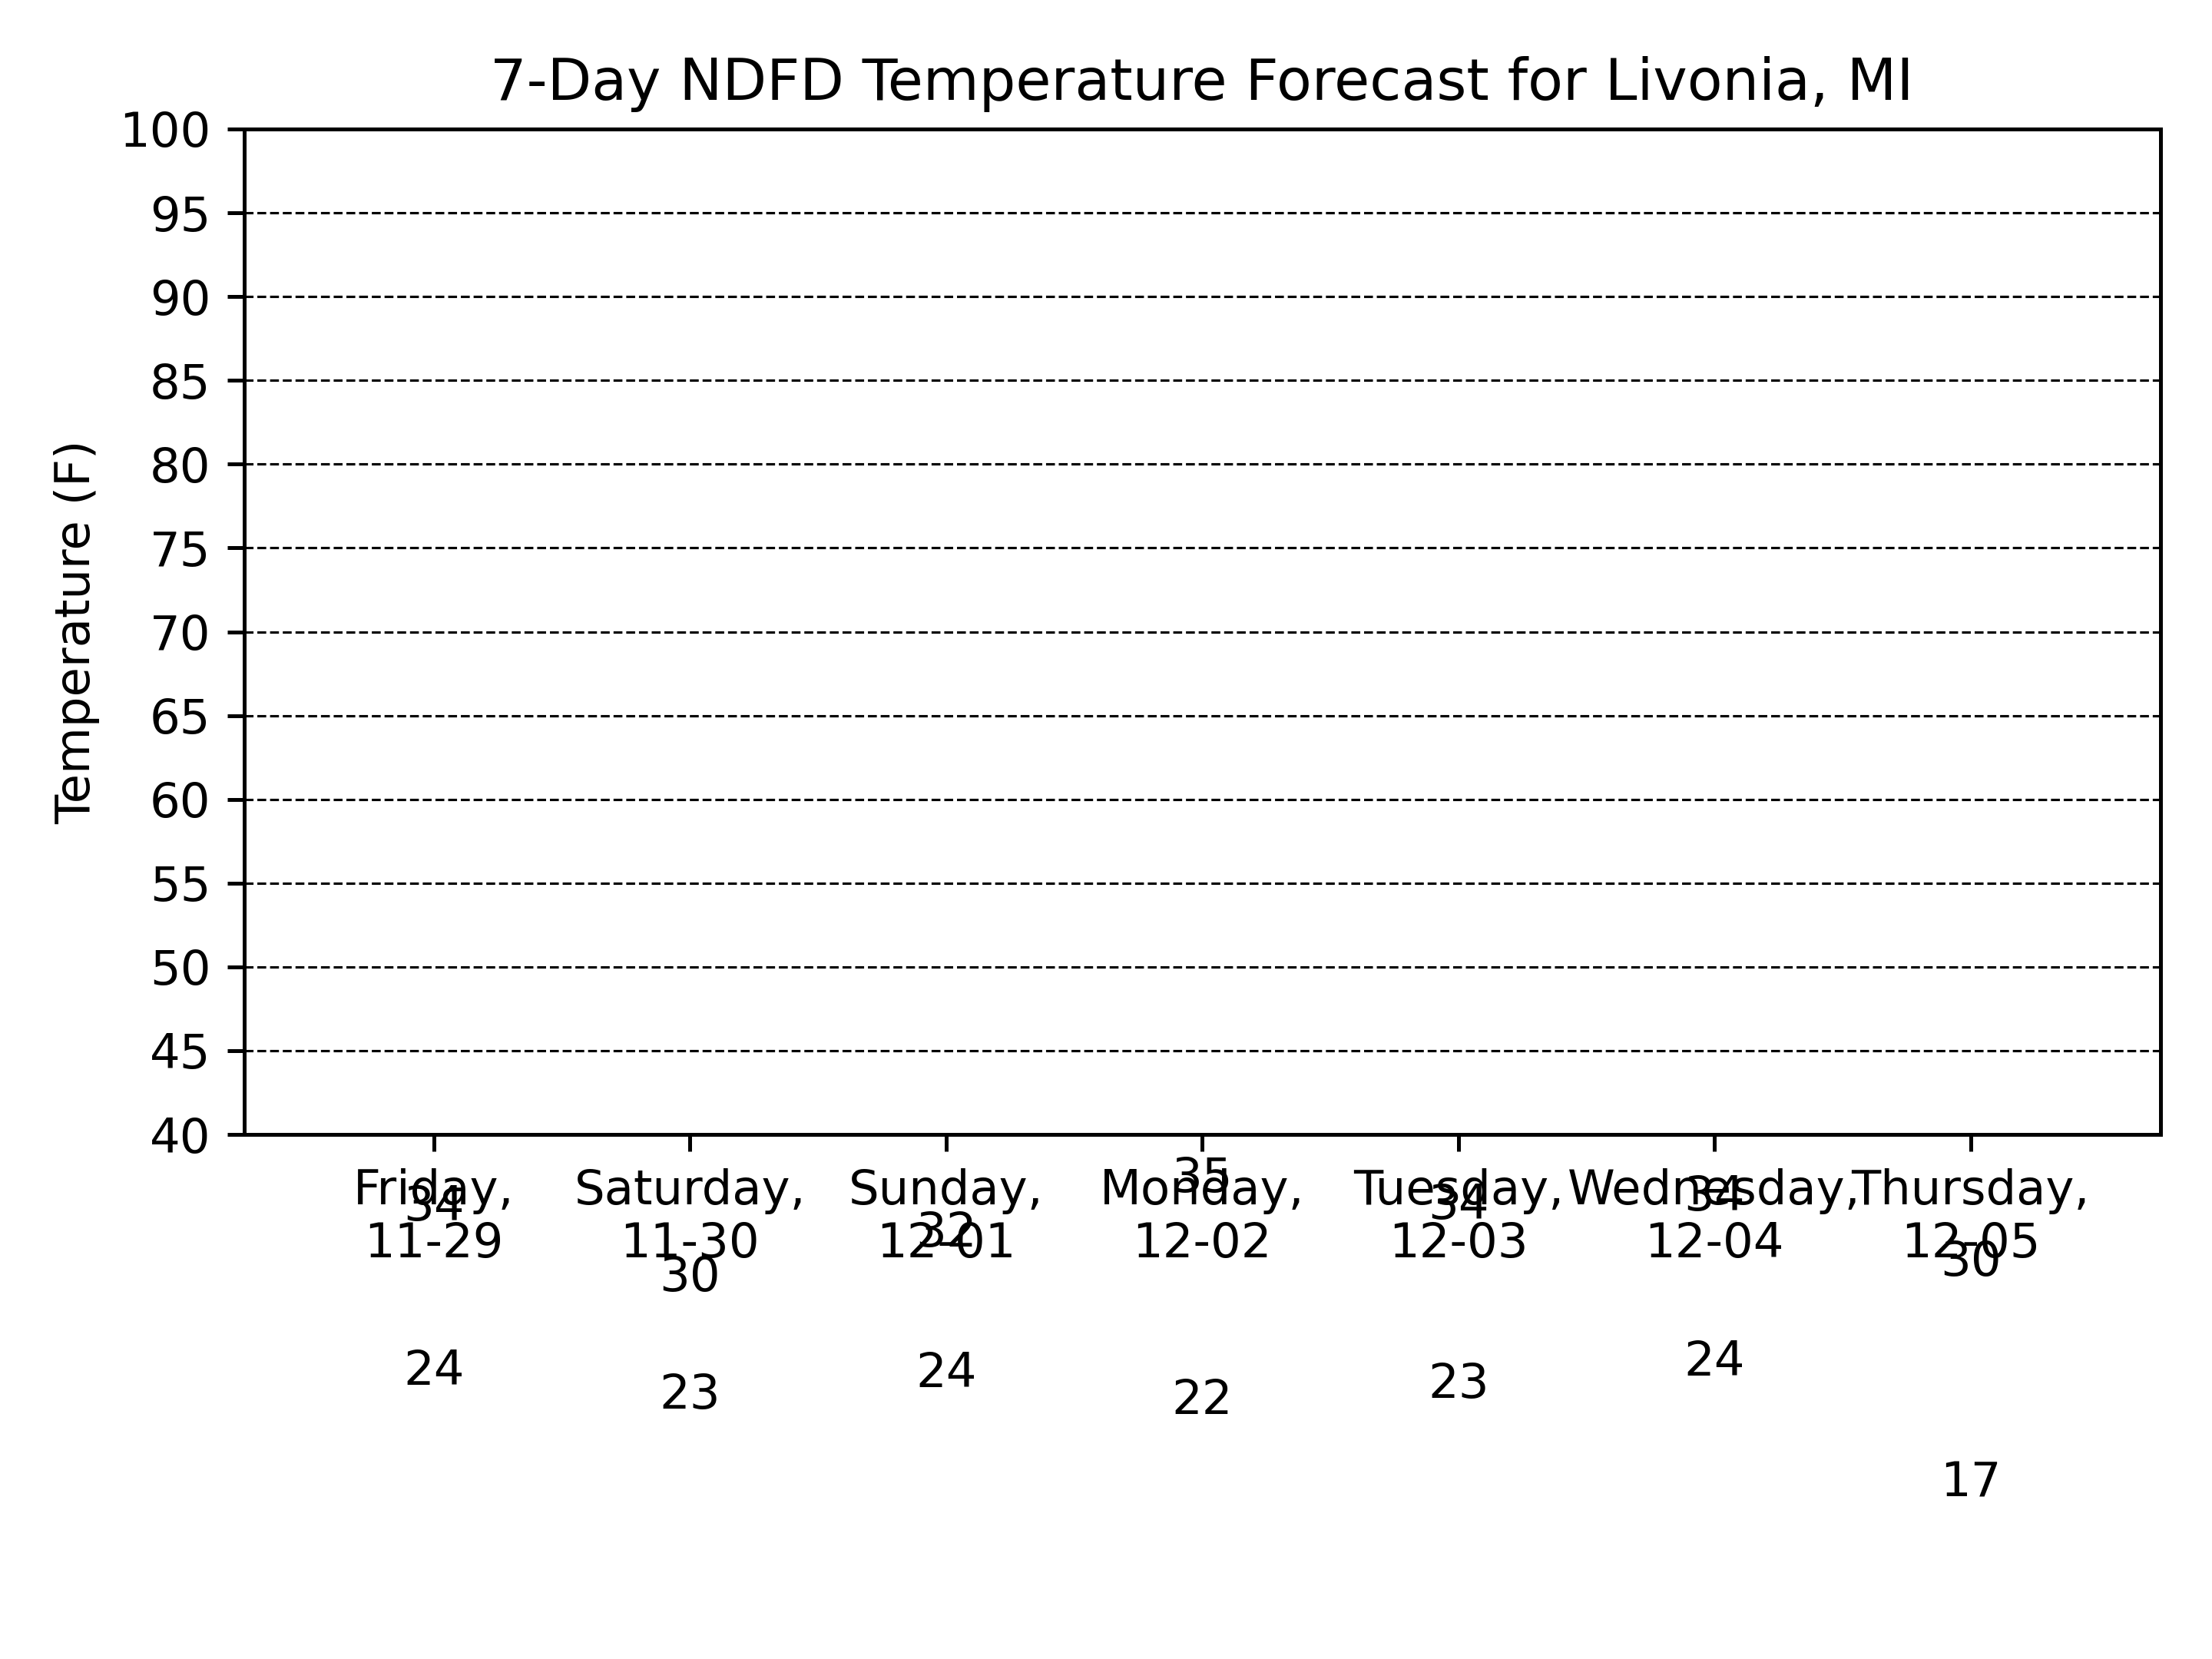 7-Day NDFD Temperature Forecast for Livonia, MI
Temperature (F)
100
95
90
85
80
75
70
65
60
55
50
45
40
Friday, Saturday, Sunday, Monday, Tuesday, Wednesday, Thursday,
11-29 11-30 12-01 12-02 12-03 12-04 12-05
34 30 32 35 34 34 30
24 23 24 22 23 24 17